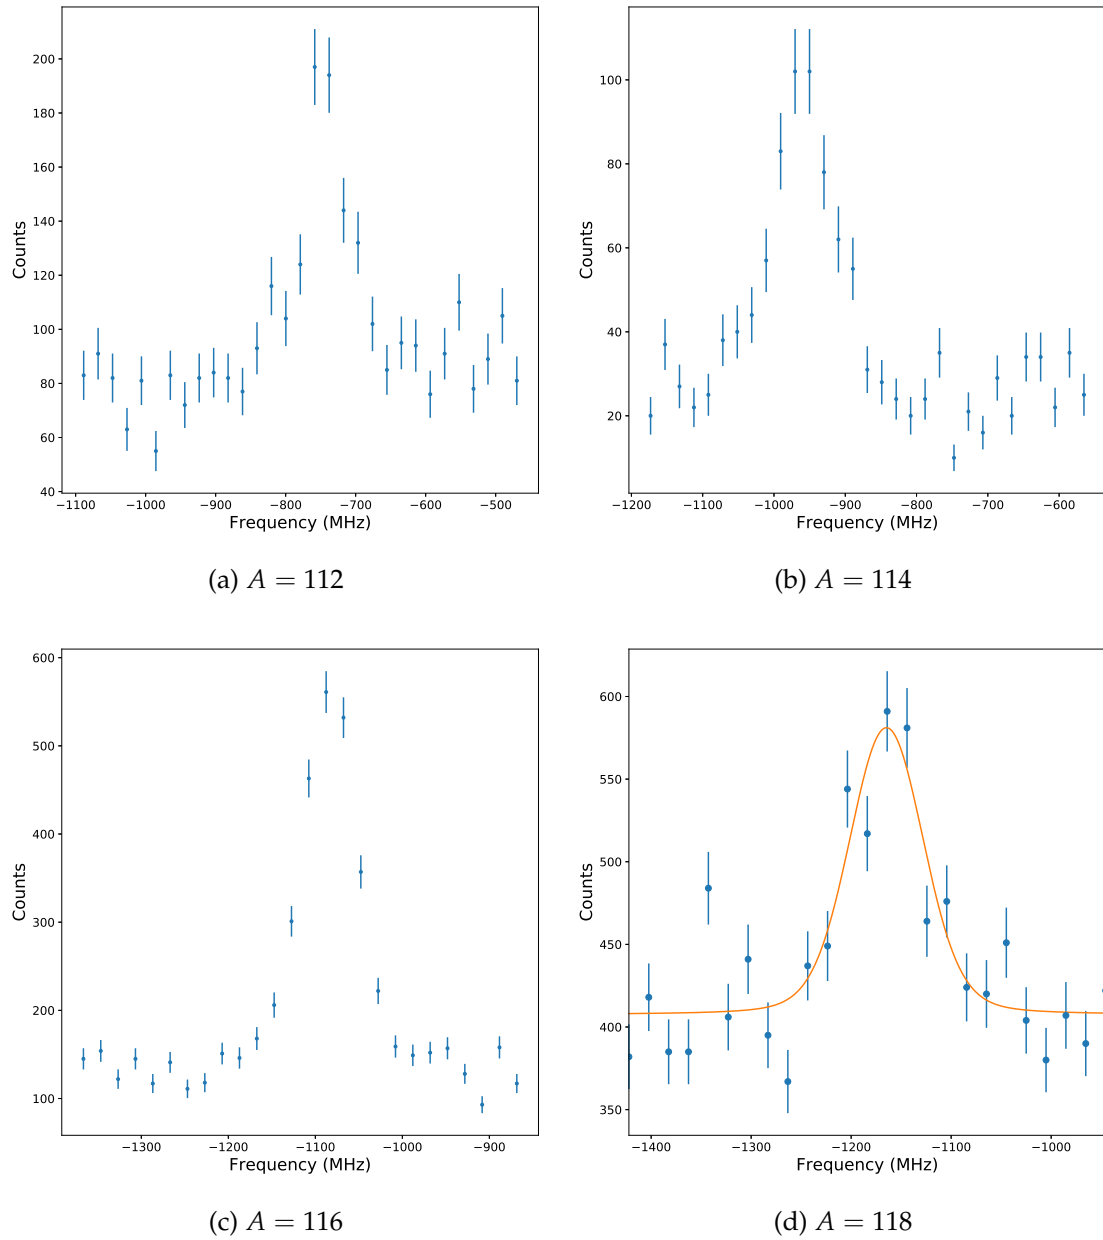 200
180
160
140
120
100
80
60
40
Counts
−1100 −1000 −900 −800 −700 −600 −500
Frequency (MHz)
(a) A = 112
100
80
60
40
20
Counts
−1200 −1100 −1000 −900 −800 −700 −600
Frequency (MHz)
(b) A = 114
600
500
400
300
200
100
Counts
−1300 −1200 −1100 −1000 −900
Frequency (MHz)
(c) A = 116
600
550
500
450
400
350
Counts
−1400 −1300 −1200 −1100 −1000
Frequency (MHz)
(d) A = 118